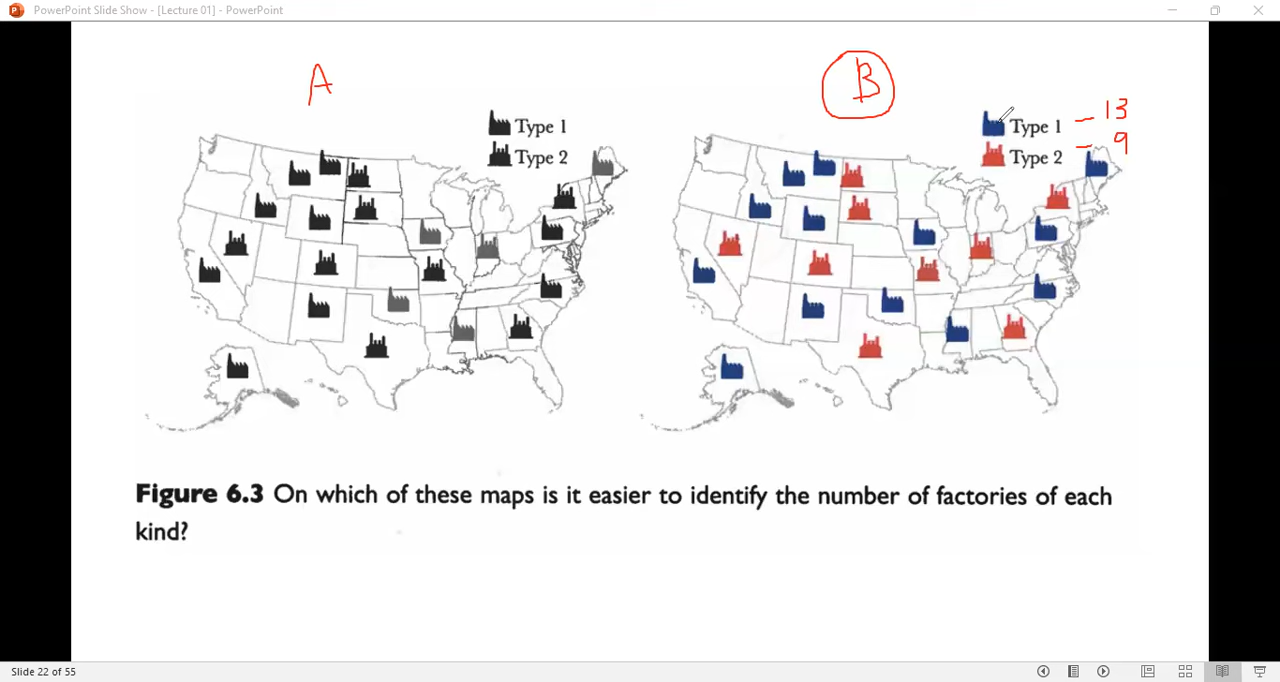 PowerPoint Slide Show - [Lecture 01] - PowerPoint
A
B
Type 1
Type 2
Type 1 - 13
Type 2 - 9
Figure 6.3 On which of these maps is it easier to identify the number of factories of each
kind?
Slide 22 of 55